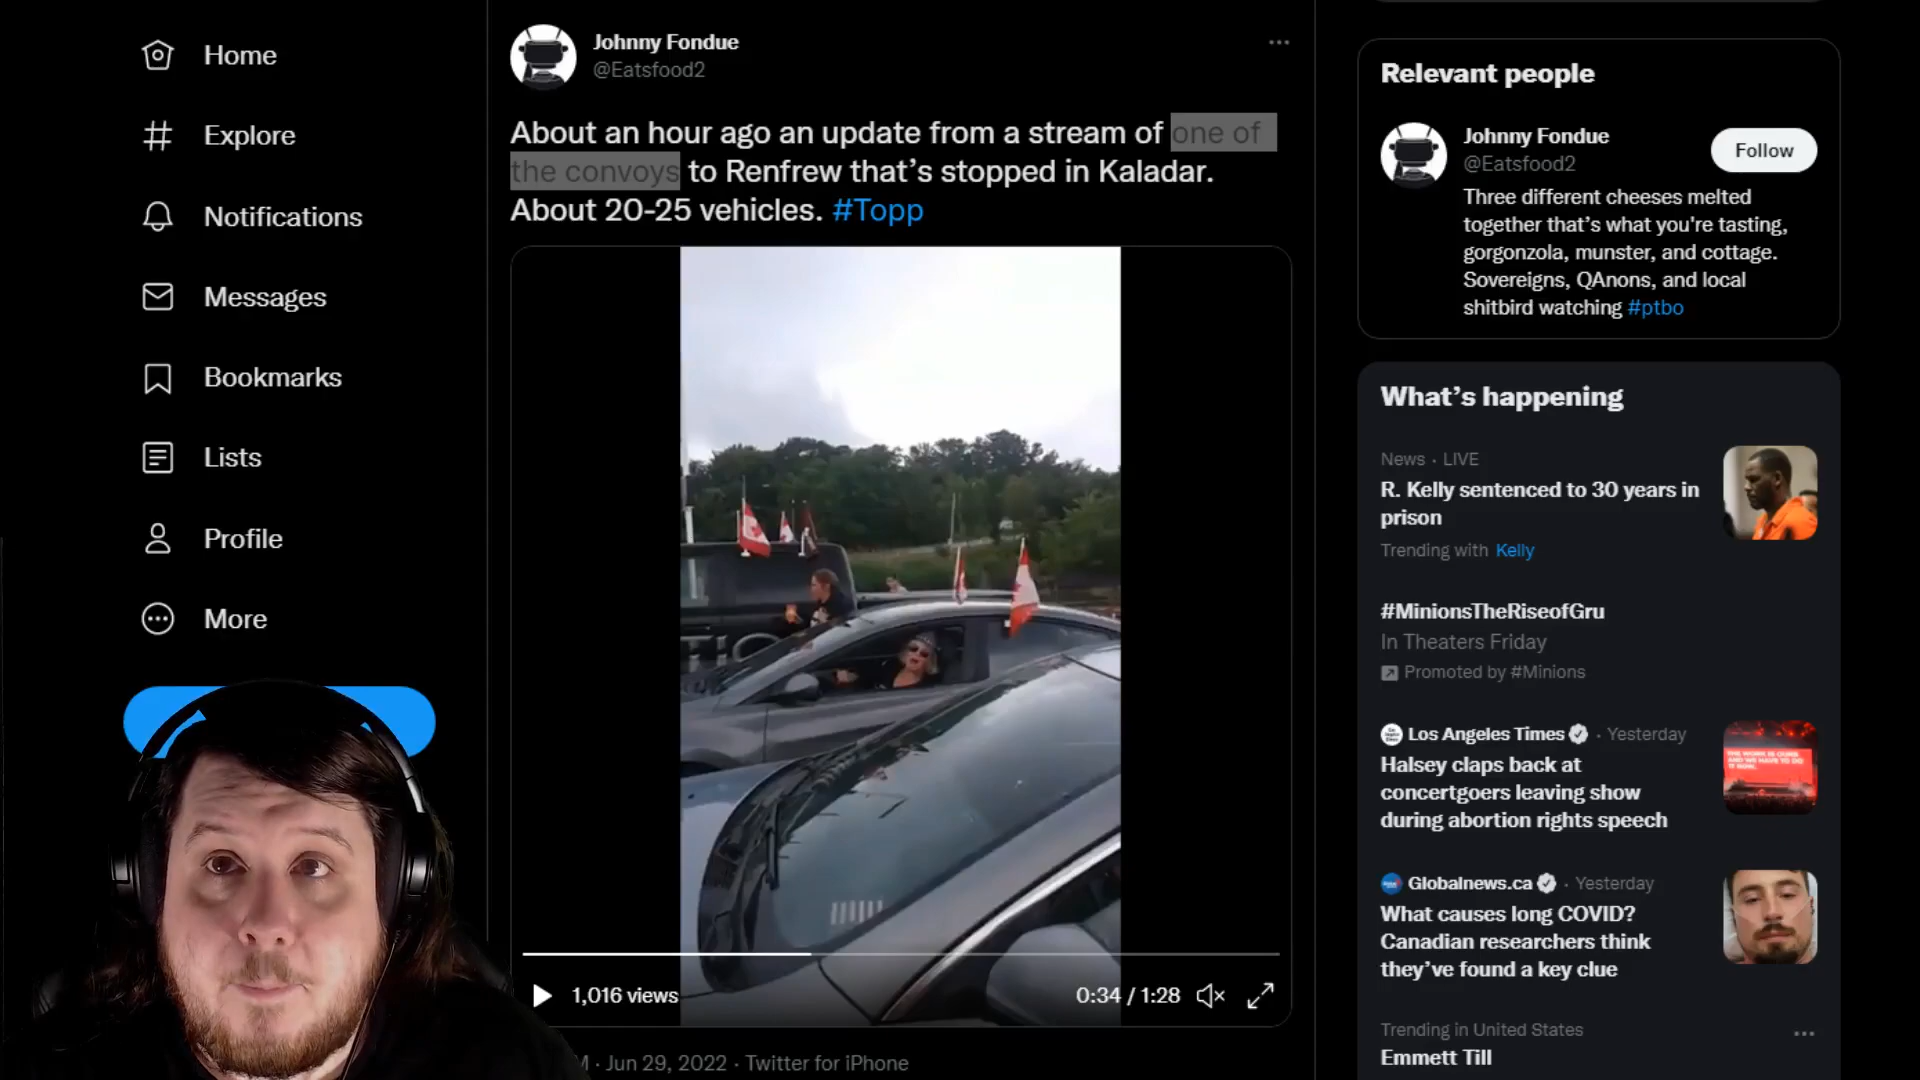 Home
Explore
Notifications
Messages
Bookmarks
Lists
Profile
More
Johnny Fondue
@Eatsfood2
About an hour ago an update from a stream of one of
the convoys to Renfrew that's stopped in Kaladar.
About 20-25 vehicles. #Topp
1,016 views
0:34 / 1:28
· Jun 29, 2022 · Twitter for iPhone
Relevant people
Johnny Fondue
@Eatsfood2
Follow
Three different cheeses melted
together that's what you're tasting,
gorgonzola, munster, and cottage.
Sovereigns, QAnons, and local
shitbird watching #ptbo
What's happening
News · LIVE
R. Kelly sentenced to 30 years in
prison
Trending with Kelly
#MinionsTheRiseofGru
In Theaters Friday
Promoted by #Minions
Los Angeles Times · Yesterday
Halsey claps back at
concertgoers leaving show
during abortion rights speech
Globalnews.ca · Yesterday
What causes long COVID?
Canadian researchers think
they've found a key clue
Trending in United States
Emmett Till